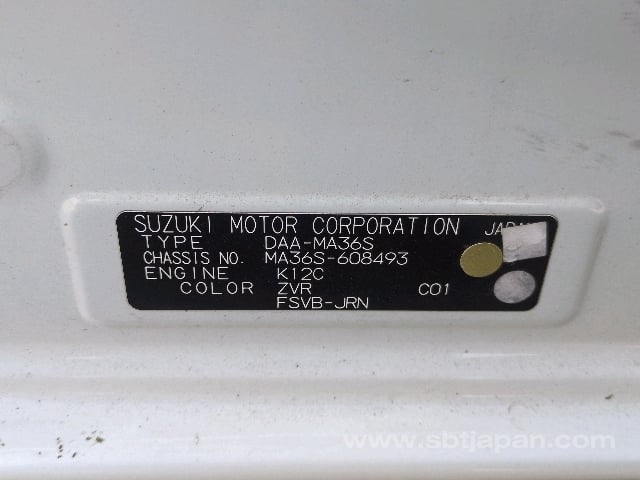 SUZUKI MOTOR CORPORATION JAPAN
TYPE DAA-MA36S
CHASSIS NO. MA36S-608493
ENGINE K12C
COLOR ZVR C01
FSVB-JRN
www.sbtjapan.com